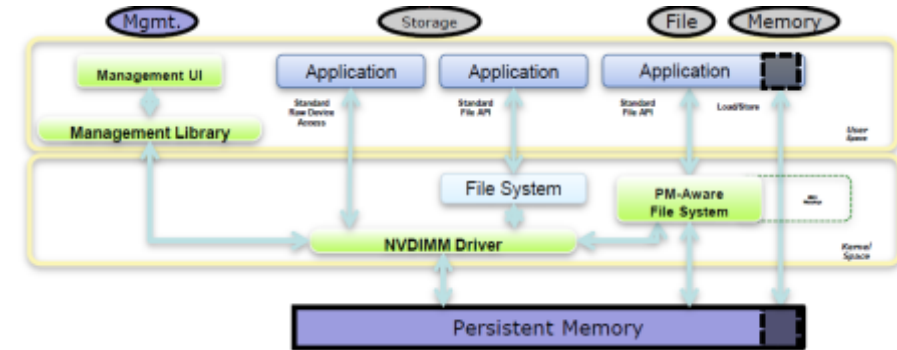 Mgmt.
Storage
File
Memory
Management UI
Application
Application
Application
Standard
Raw Device
Access
Standard
File API
Standard
File API
Load/Store
Management Library
User
Space
File System
PM-Aware
File System
NVDIMM Driver
Kernel
Space
Persistent Memory